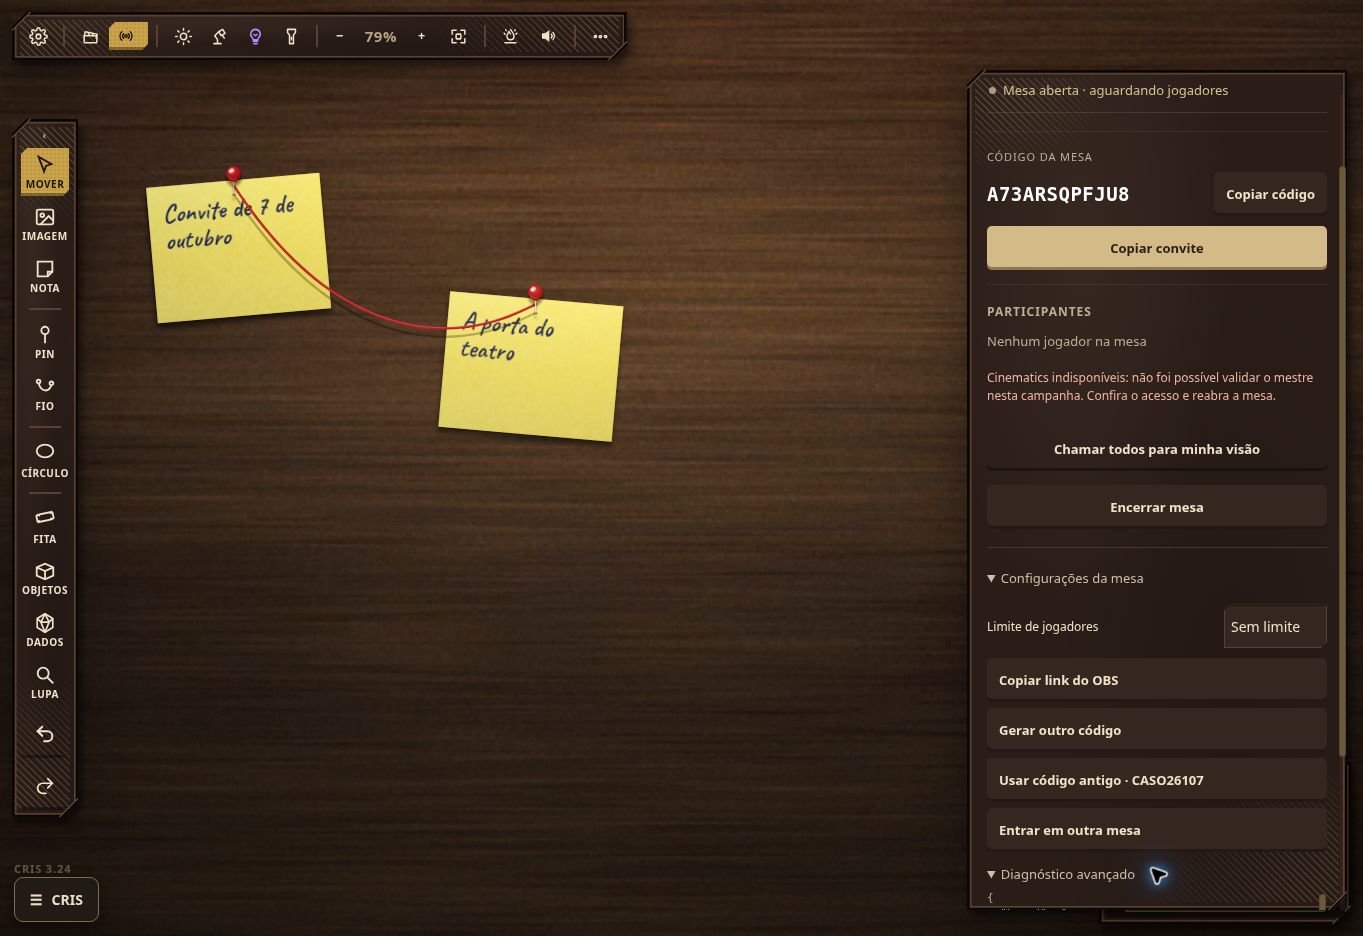 79%
Mesa aberta · aguardando jogadores
CÓDIGO DA MESA
A73ARSQPFJU8
Copiar código
Copiar convite
PARTICIPANTES
Nenhum jogador na mesa
Cinematics indisponíveis: não foi possível validar o mestre
nesta campanha. Confira o acesso e reabra a mesa.
Chamar todos para minha visão
Encerrar mesa
Configurações da mesa
Limite de jogadores
Sem limite
Copiar link do OBS
Gerar outro código
Usar código antigo · CASO26107
Entrar em outra mesa
Diagnóstico avançado
{
MOVER
IMAGEM
NOTA
PIN
FIO
CÍRCULO
FITA
OBJETOS
DADOS
LUPA
Convite de 7 de
outubro
A porta do
teatro
CRIS 3.24
CRIS